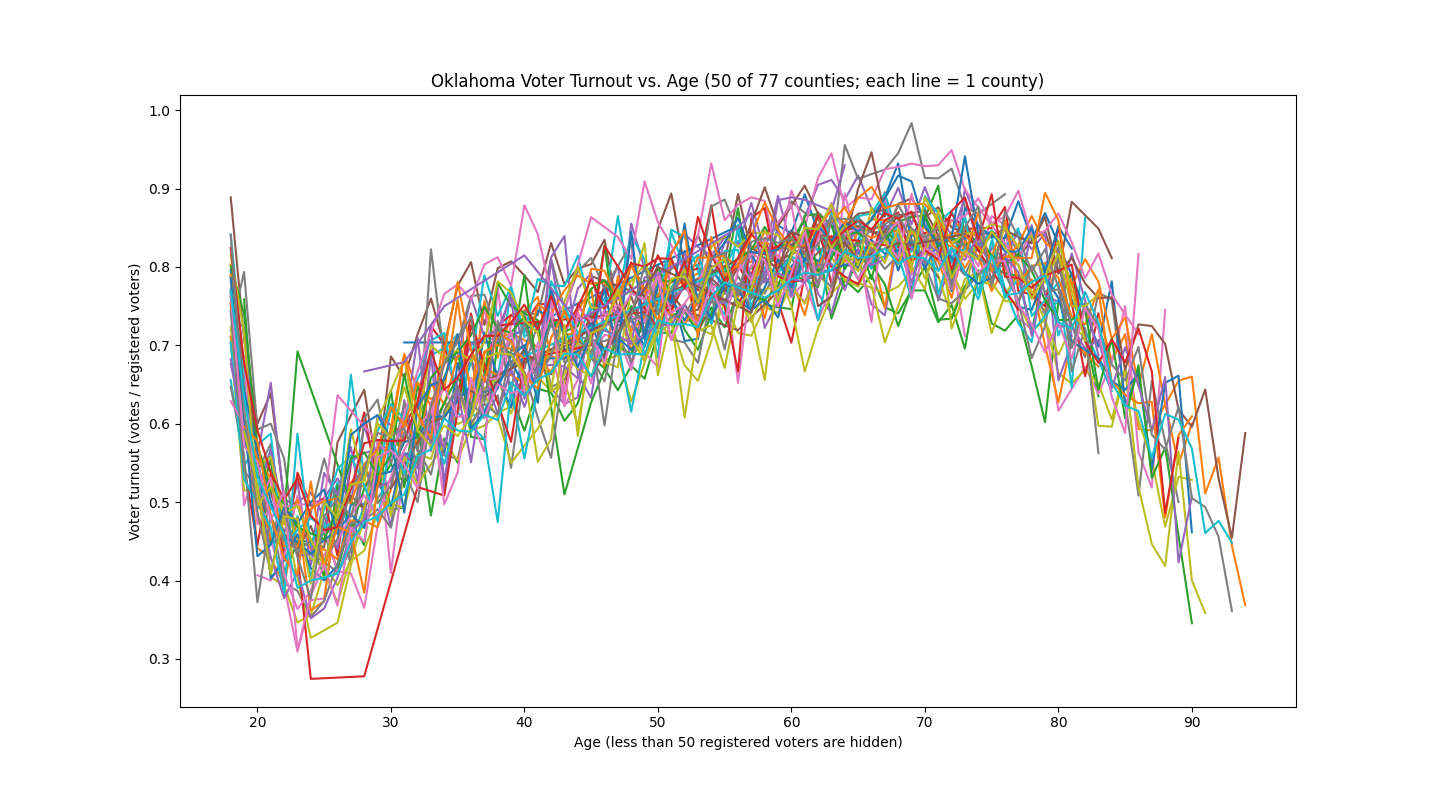 Oklahoma Voter Turnout vs. Age (50 of 77 counties; each line = 1 county)
Voter turnout (votes / registered voters)
1.0
0.9
0.8
0.7
0.6
0.5
0.4
0.3
20 30 40 50 60 70 80 90
Age (less than 50 registered voters are hidden)